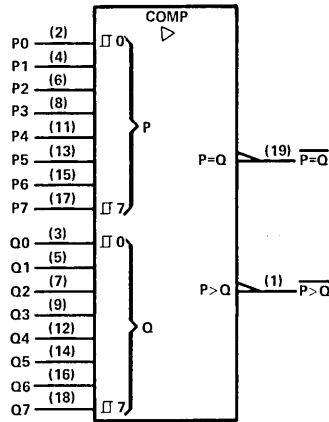 COMP
▷
P0 (2) 0
P1 (4)
P2 (6)
P3 (8)
P4 (11) P
P5 (13) P=Q (19) P=Q
P6 (15)
P7 (17) 7
Q0 (3) 0
Q1 (5)
Q2 (7) P>Q (1) P>Q
Q3 (9)
Q4 (12) Q
Q5 (14)
Q6 (16)
Q7 (18) 7